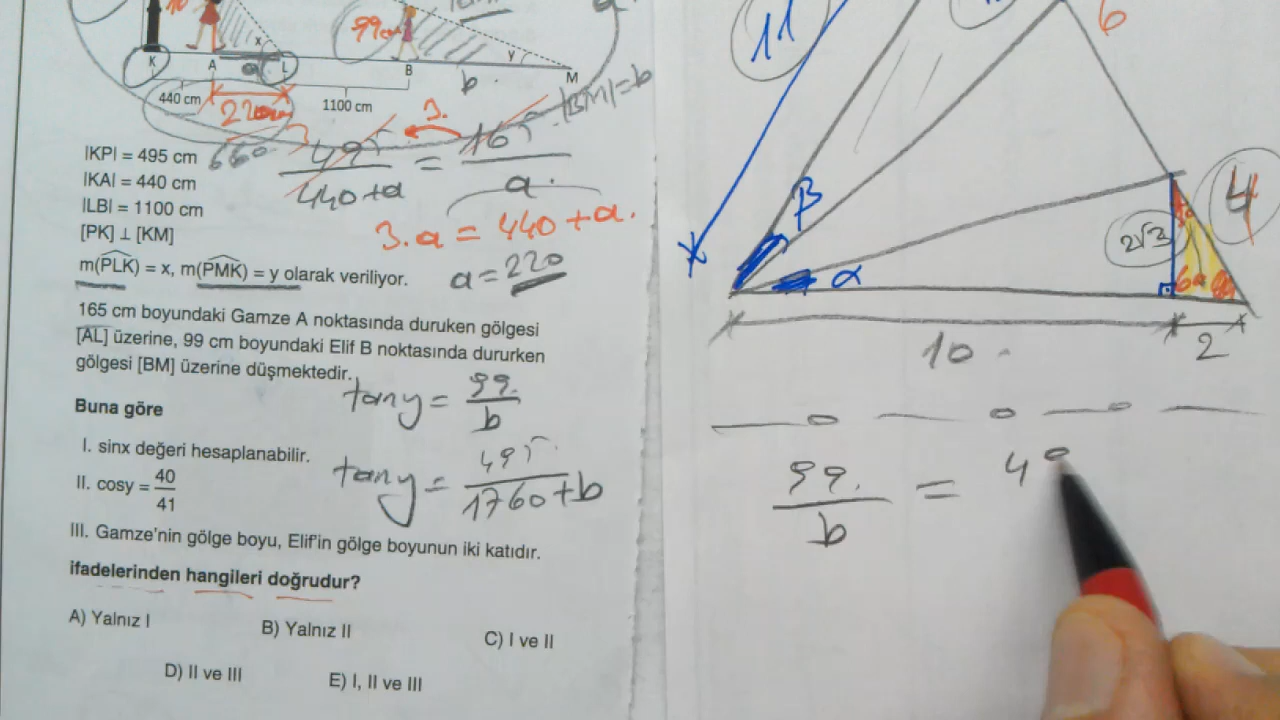 99cm
K A a L B b M
x y
440 cm 220cm 1100 cm |BM|=b
|KP| = 495 cm 660 495/440+a = 165/a 3.
|KA| = 440 cm
|LB| = 1100 cm 3.a = 440+a.
[PK] ⊥ [KM]
m(PLK) = x, m(PMK) = y olarak veriliyor. a = 220
165 cm boyundaki Gamze A noktasında duruken gölgesi
[AL] üzerine, 99 cm boyundaki Elif B noktasında dururken
gölgesi [BM] üzerine düşmektedir.
tany = 99/b
Buna göre
I. sinx değeri hesaplanabilir.
tany = 495/1760+b
II. cosy = 40/41
III. Gamze'nin gölge boyu, Elif'in gölge boyunun iki katıdır.
ifadelerinden hangileri doğrudur?
A) Yalnız I B) Yalnız II C) I ve II
D) II ve III E) I, II ve III
11 6
β 4
α 2√3
10 2
99/b = 49